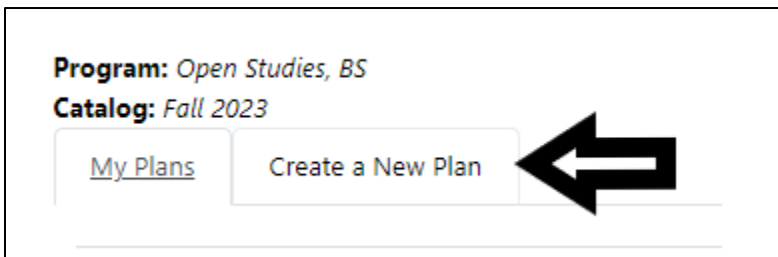 Program: Open Studies, BS
Catalog: Fall 2023
My Plans Create a New Plan